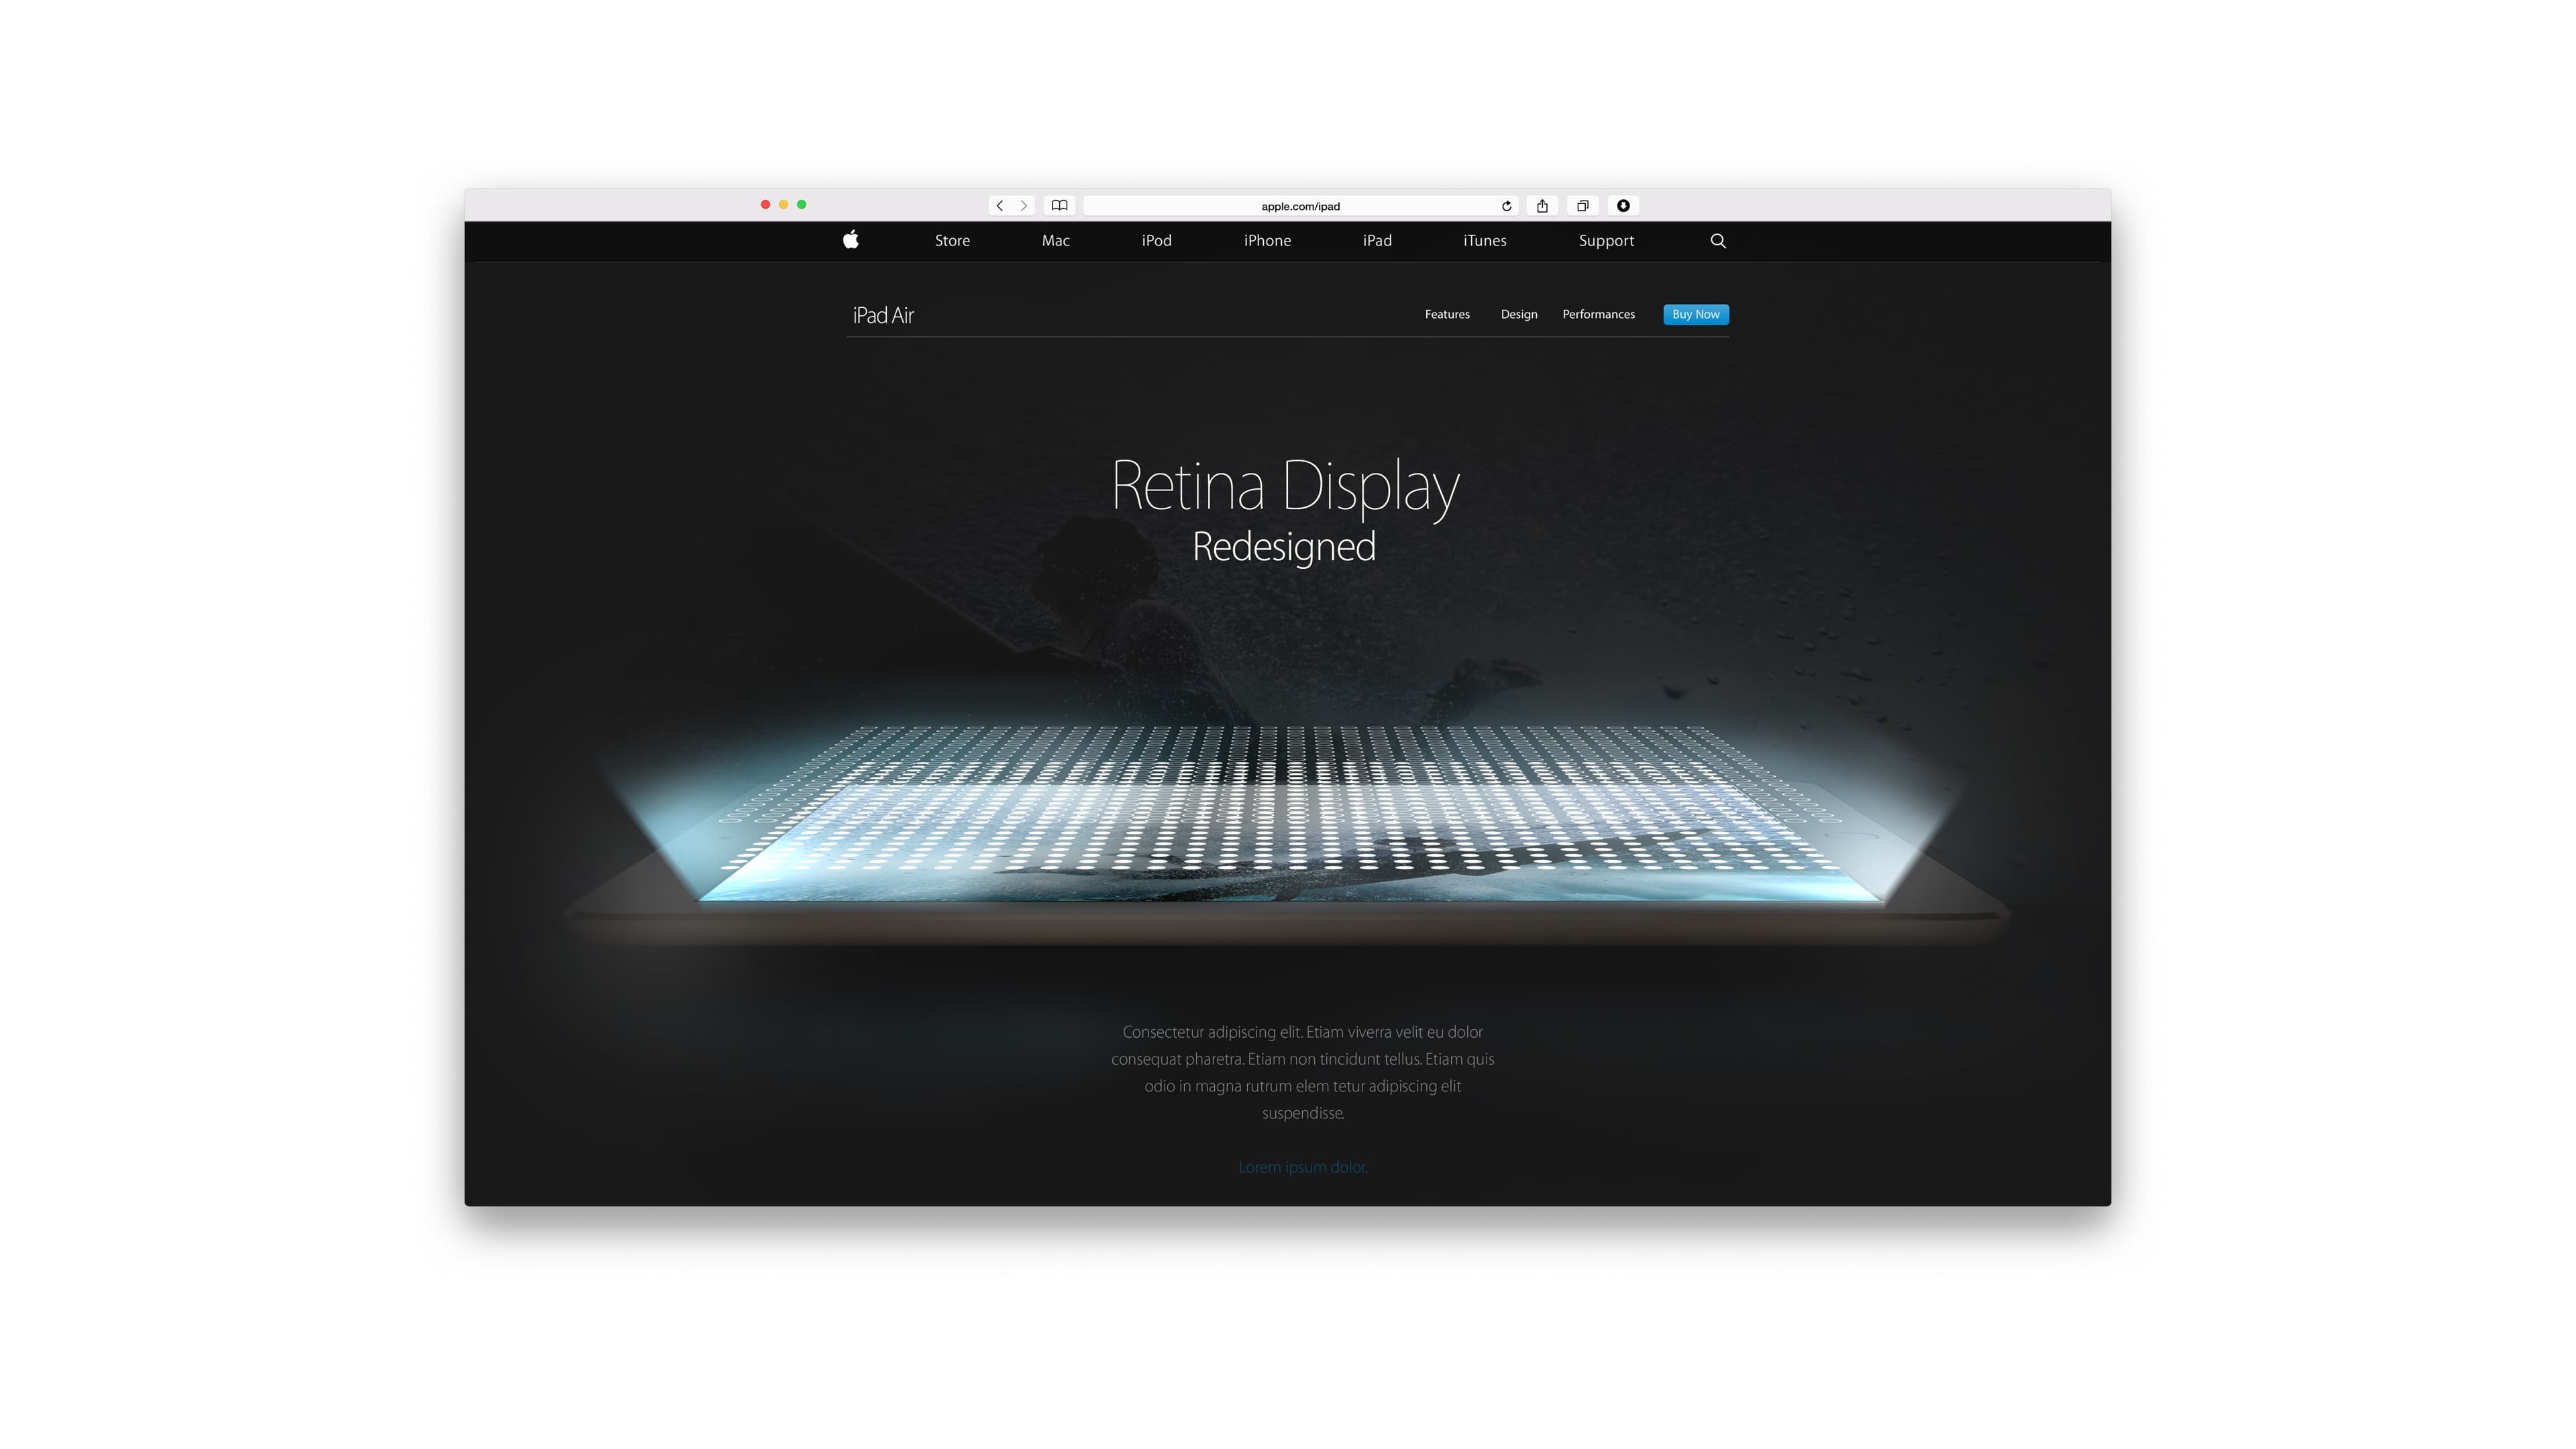 apple.com/ipad
Store Mac iPod iPhone iPad iTunes Support
iPad Air Features Design Performances Buy Now
Retina Display
Redesigned
Consectetur adipiscing elit. Etiam viverra velit eu dolor
consequat pharetra. Etiam non tincidunt tellus. Etiam quis
odio in magna rutrum elem tetur adipiscing elit
suspendisse.
Lorem ipsum dolor.